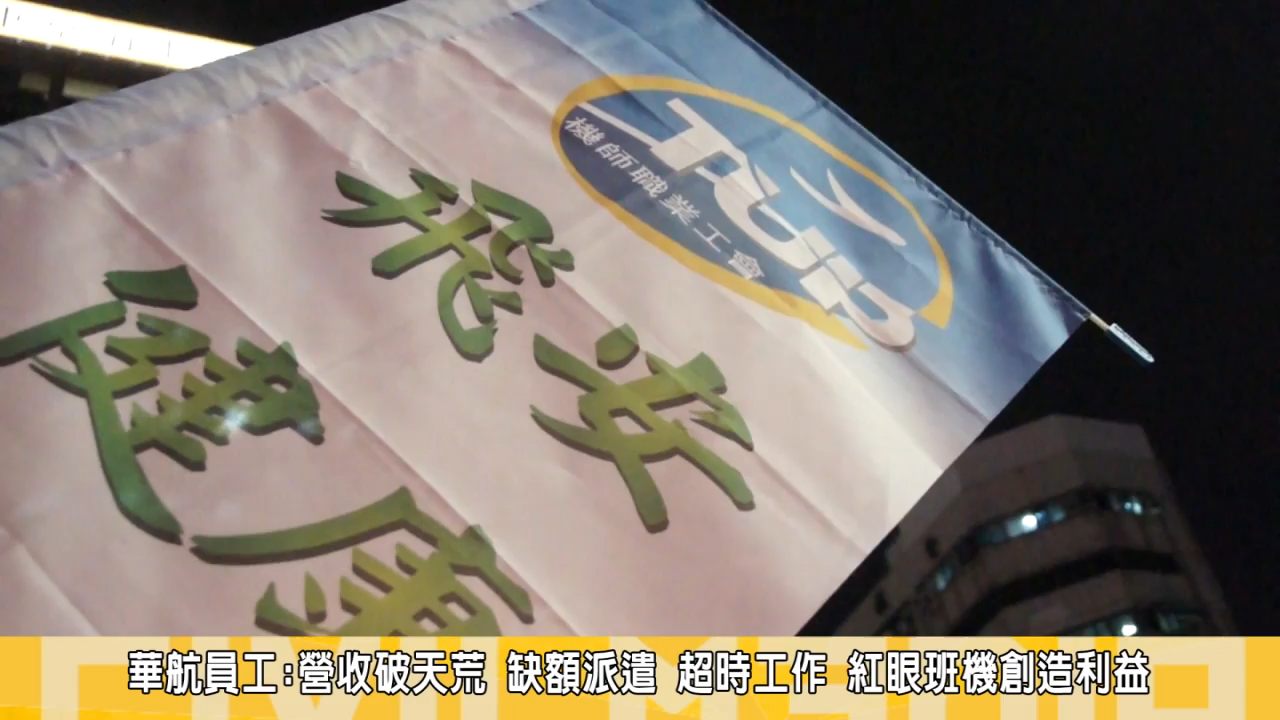 機師職業工會
飛安
健康
華航員工:營收破天荒 缺額派遣 超時工作 紅眼班機創造利益